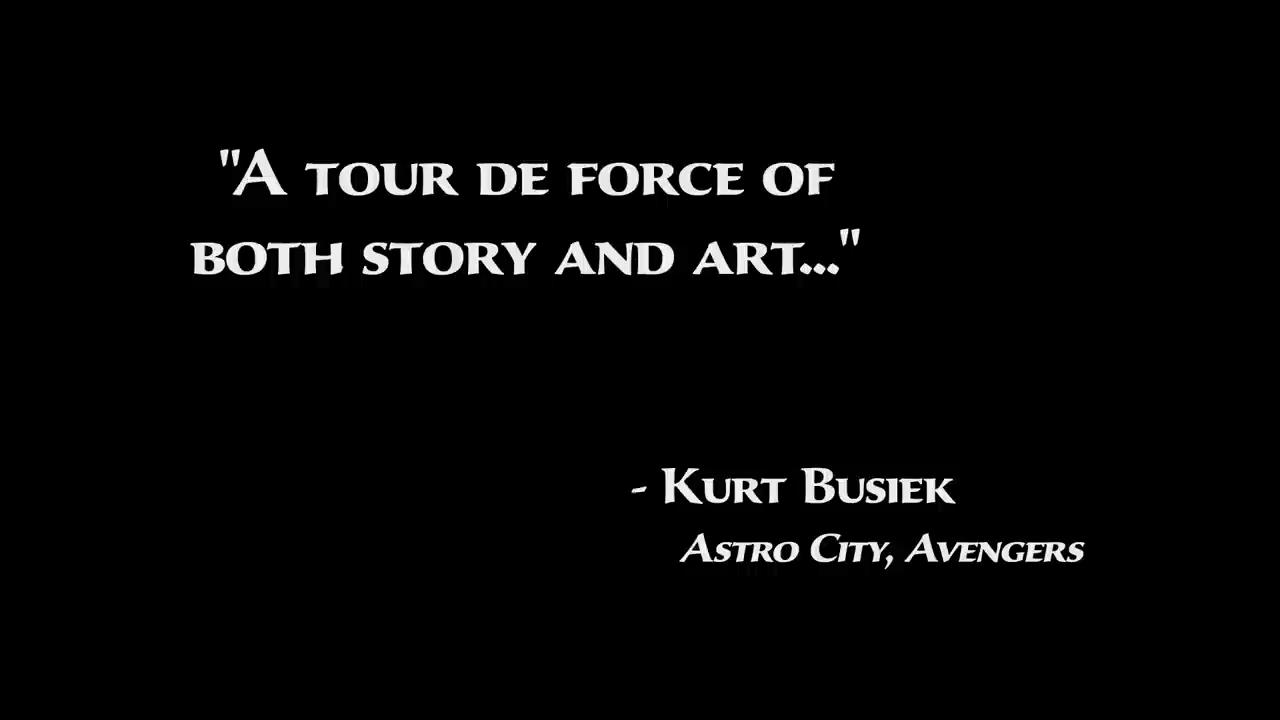 "A TOUR DE FORCE OF
BOTH STORY AND ART..."
- KURT BUSIEK
ASTRO CITY, AVENGERS